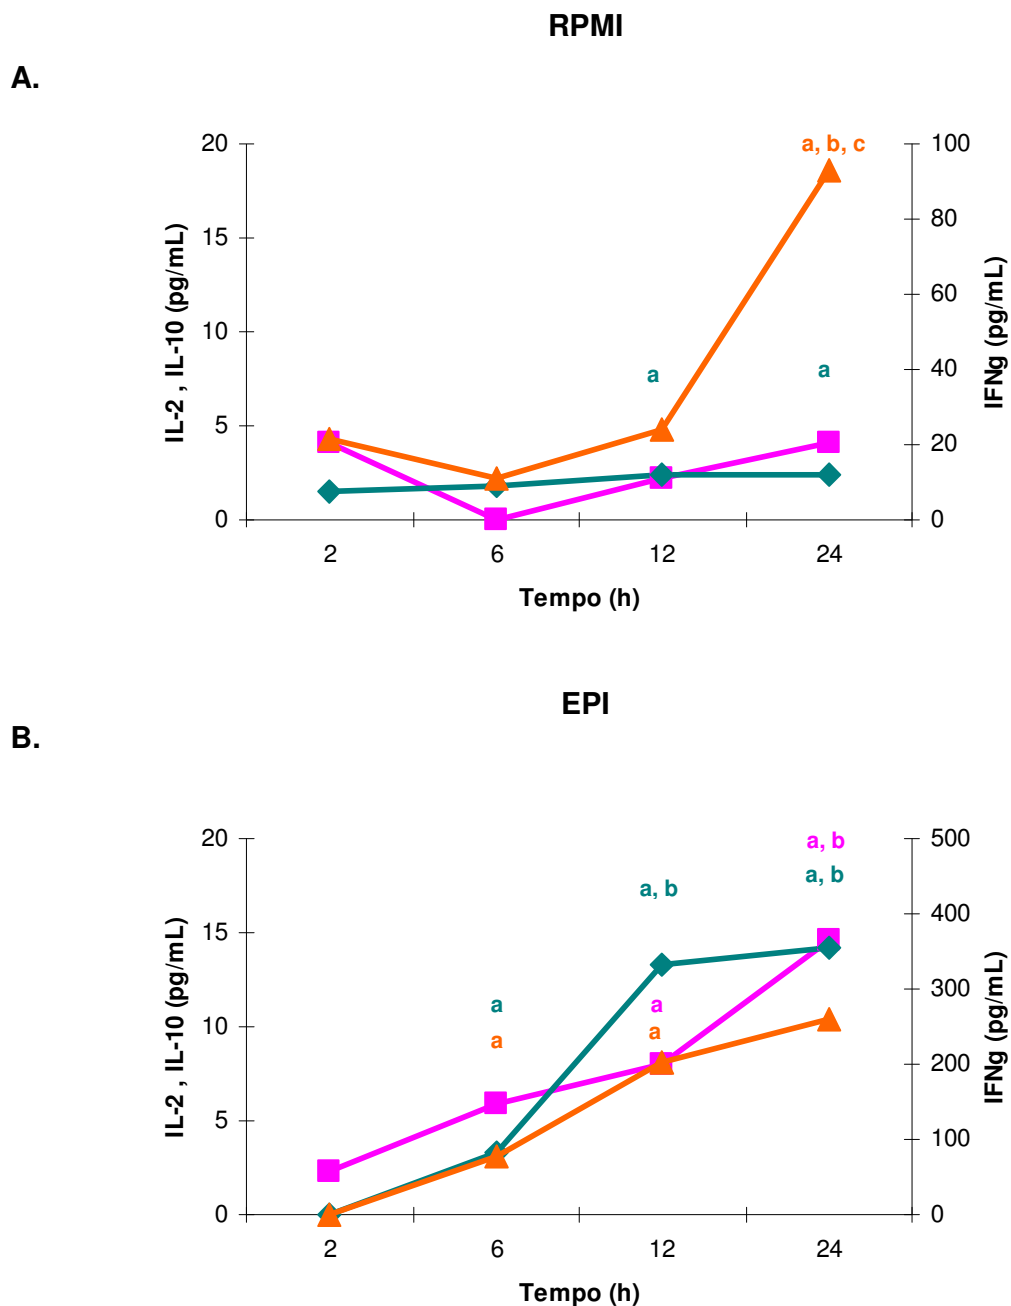 RPMI
A.
a, b, c
20
100
80
15
60
10
a
a
40
5
20
0
0
2
6
12
24
IL-2 , IL-10 (pg/mL)
IFNg (pg/mL)
Tempo (h)
EPI
B.
20
a, b
500
a, b
a, b
400
15
300
a
a
10
a
a
200
5
100
0
0
2
6
12
24
IL-2 , IL-10 (pg/mL)
IFNg (pg/mL)
Tempo (h)